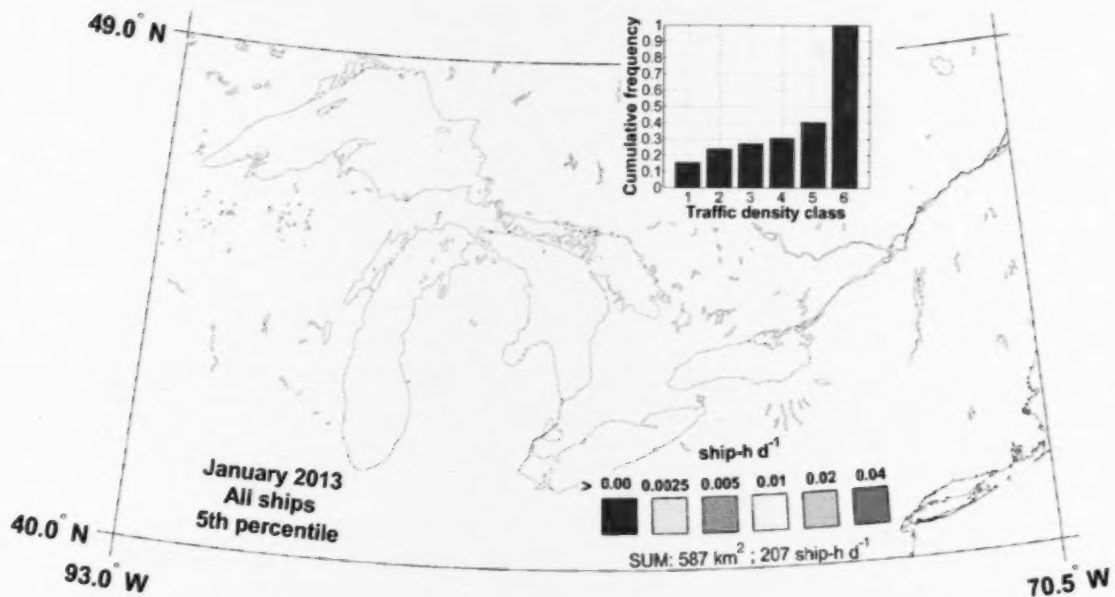 49.0° N
Cumulative frequency
1
0.9
0.8
0.7
0.6
0.5
0.4
0.3
0.2
0.1
0
1 2 3 4 5 6
Traffic density class
January 2013
All ships
5th percentile
ship-h d⁻¹
> 0.00 0.0025 0.005 0.01 0.02 0.04
SUM: 587 km² ; 207 ship-h d⁻¹
40.0° N
93.0° W
70.5° W